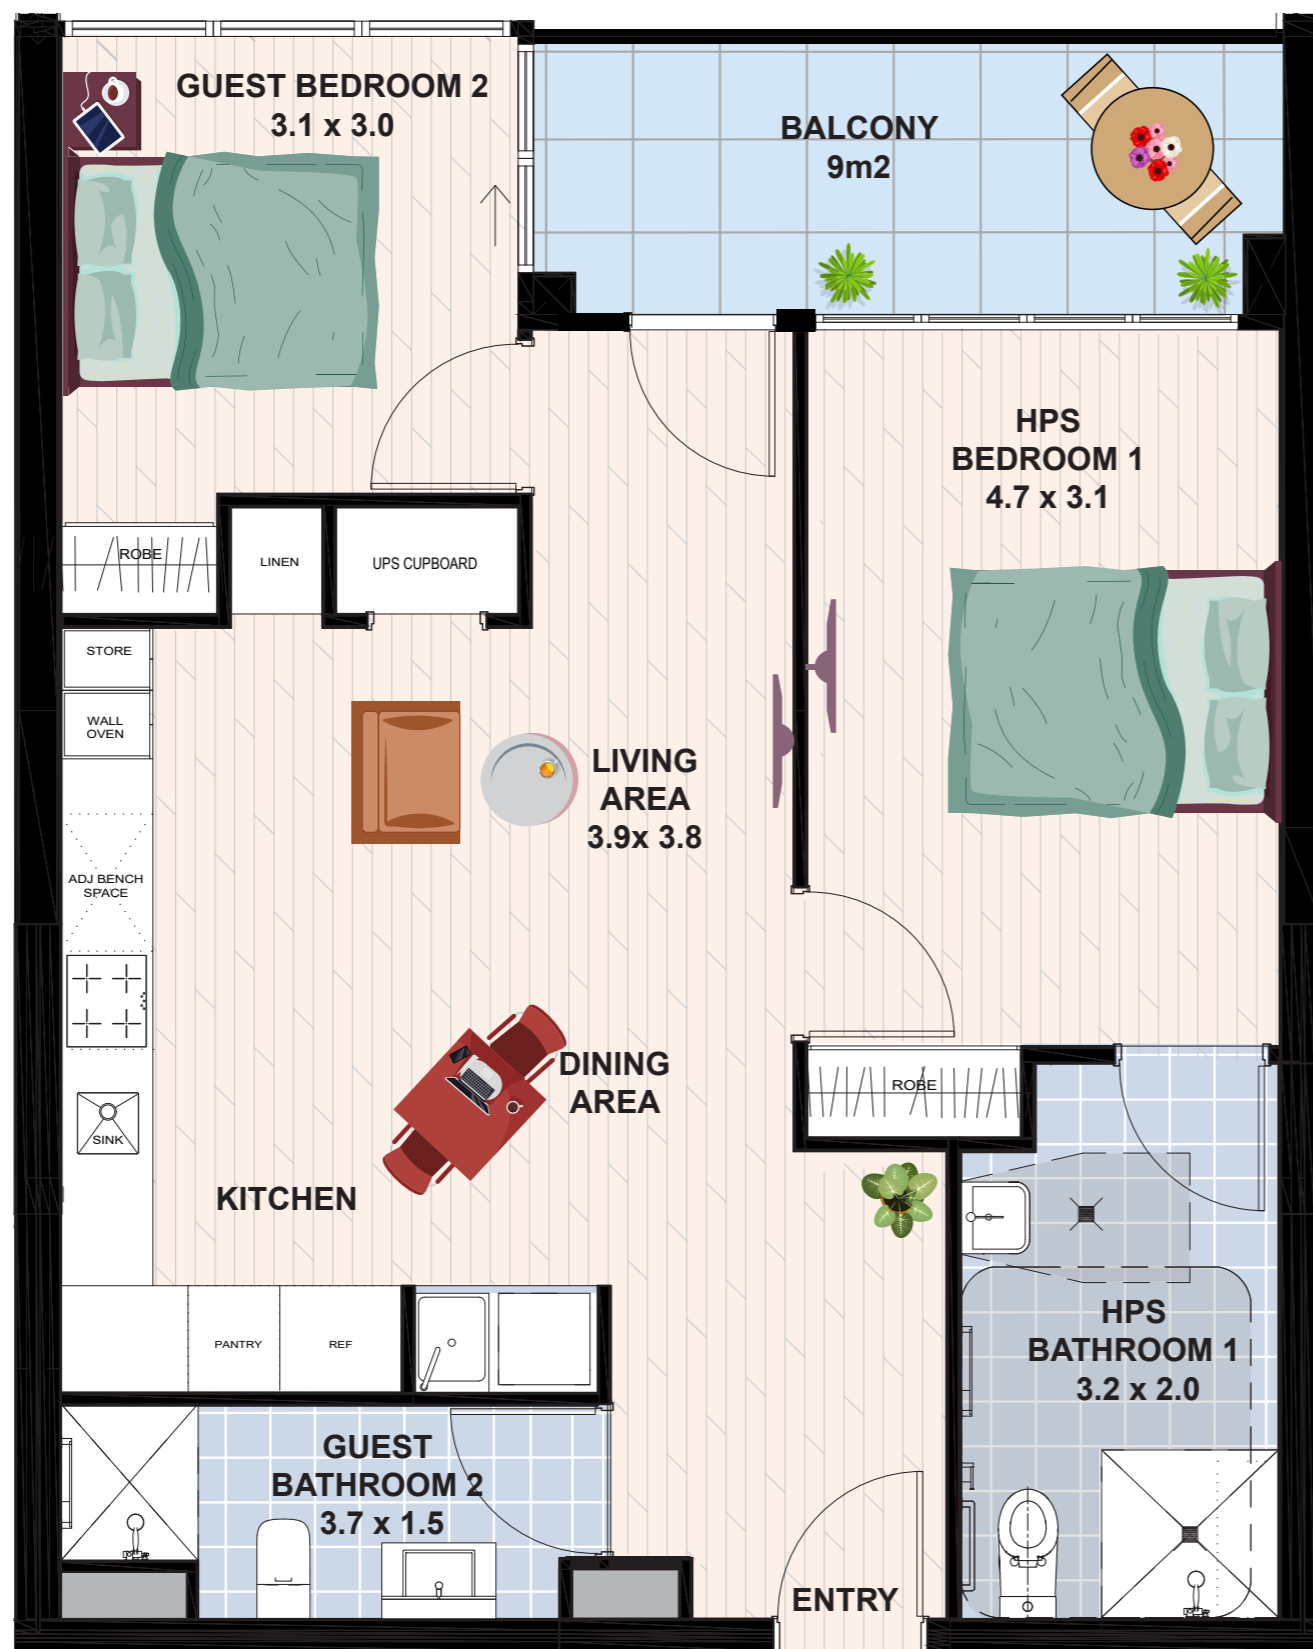 GUEST BEDROOM 2
3.1 x 3.0
BALCONY
9m2
HPS
BEDROOM 1
4.7 x 3.1
ROBE
LINEN
UPS CUPBOARD
STORE
WALL
OVEN
LIVING
AREA
3.9x 3.8
ADJ BENCH
SPACE
DINING
AREA
ROBE
SINK
KITCHEN
PANTRY
REF
HPS
BATHROOM 1
3.2 x 2.0
GUEST
BATHROOM 2
3.7 x 1.5
ENTRY